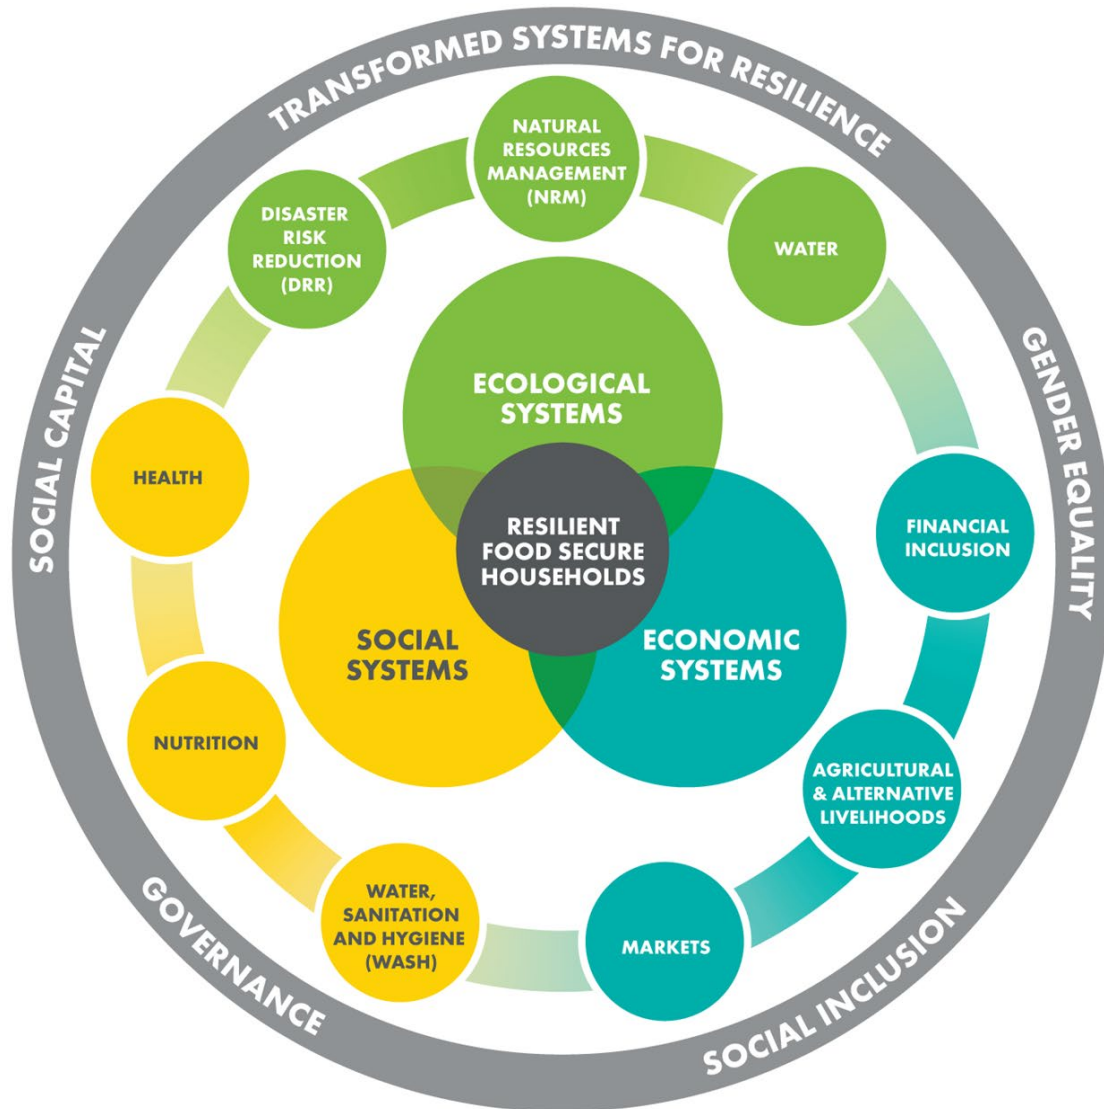 TRANSFORMED SYSTEMS FOR RESILIENCE
SOCIAL CAPITAL
GENDER EQUALITY
GOVERNANCE
SOCIAL INCLUSION
NATURAL
RESOURCES
MANAGEMENT
(NRM)
WATER
FINANCIAL
INCLUSION
AGRICULTURAL
& ALTERNATIVE
LIVELIHOODS
MARKETS
WATER,
SANITATION
AND HYGIENE
(WASH)
NUTRITION
HEALTH
DISASTER
RISK
REDUCTION
(DRR)
ECOLOGICAL
SYSTEMS
RESILIENT
FOOD SECURE
HOUSEHOLDS
SOCIAL
SYSTEMS
ECONOMIC
SYSTEMS